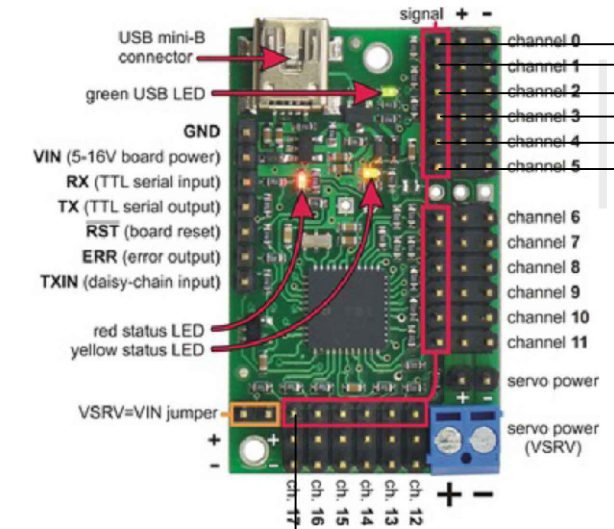 signal + −
USB mini-B
connector
green USB LED
GND
VIN (5-16V board power)
RX (TTL serial input)
TX (TTL serial output)
RST (board reset)
ERR (error output)
TXIN (daisy-chain input)
red status LED
yellow status LED
VSRV=VIN jumper
+ +
− −
channel 0
channel 1
channel 2
channel 3
channel 4
channel 5
channel 6
channel 7
channel 8
channel 9
channel 10
channel 11
servo power
+ −
servo power
(VSRV)
+ −
ch. 17
ch. 16
ch. 15
ch. 14
ch. 13
ch. 12